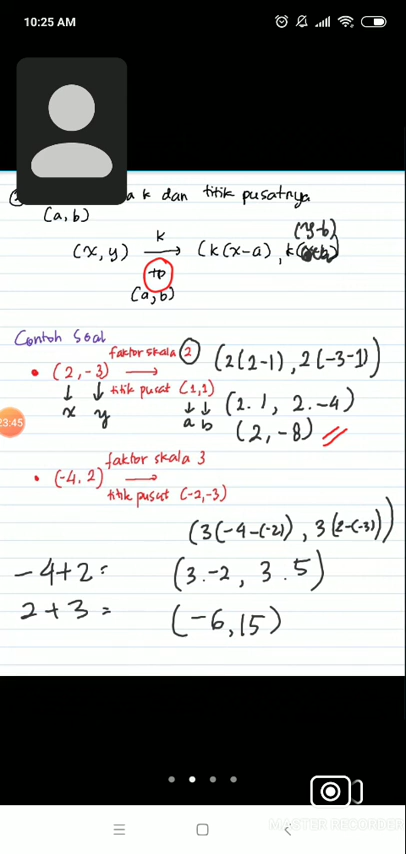 10:25 AM
k dan titik pusatnya
(a,b)
(x,y) k → (k(x-a), k
(y-b)
tp
(a,b)
Contoh Soal
• (2,-3) faktor skala 2 → (2(2-1), 2(-3-1))
titik pusat (1,1)
↓ ↓ ↓ ↓ (2.1, 2.-4)
x y a b
(2,-8) //
23:45
• (-4,2) faktor skala 3 →
titik pusat (-2,-3)
(3(-4-(-2)), 3(2-(-3)))
-4+2= (3.-2, 3.5)
2+3= (-6,15)
MASTER RECORDER